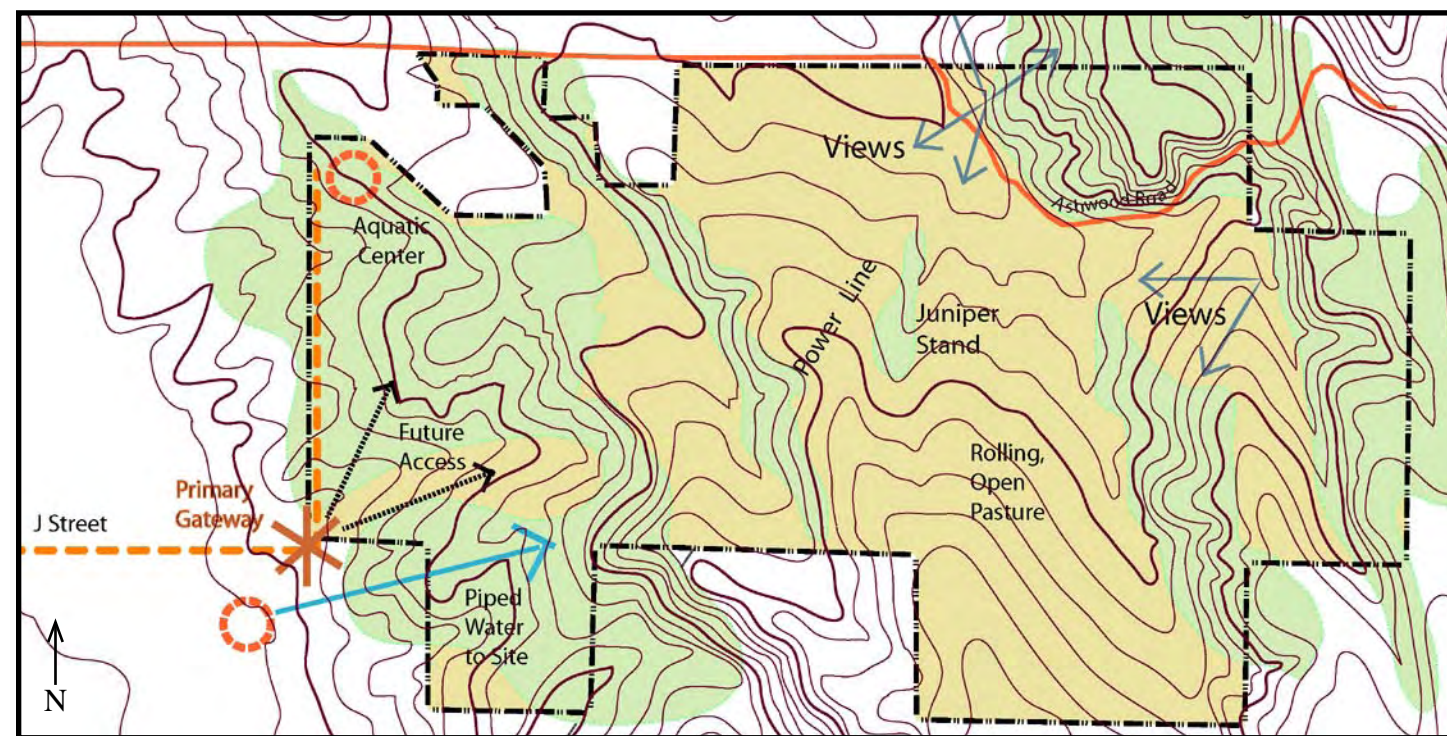 Views
Ashwood Road
Aquatic
Center
Power Line
Juniper
Stand
Views
Future
Access
Rolling,
Open
Pasture
Primary
Gateway
J Street
Piped
Water
to Site
N